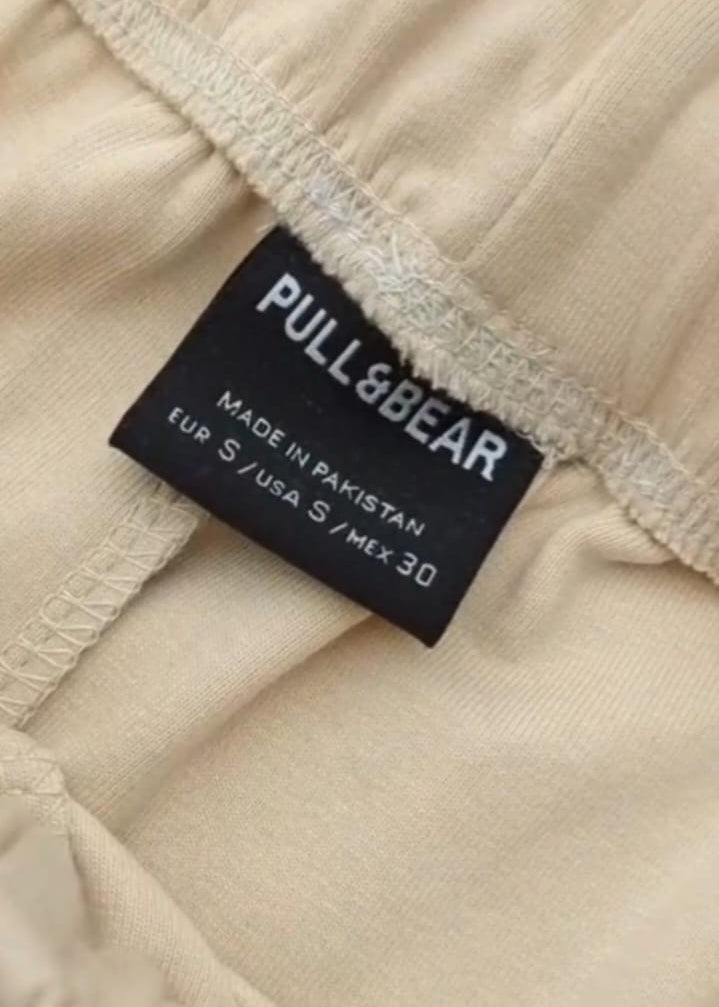 PULL&BEAR
MADE IN PAKISTAN
EUR S / USA S / MEX 30